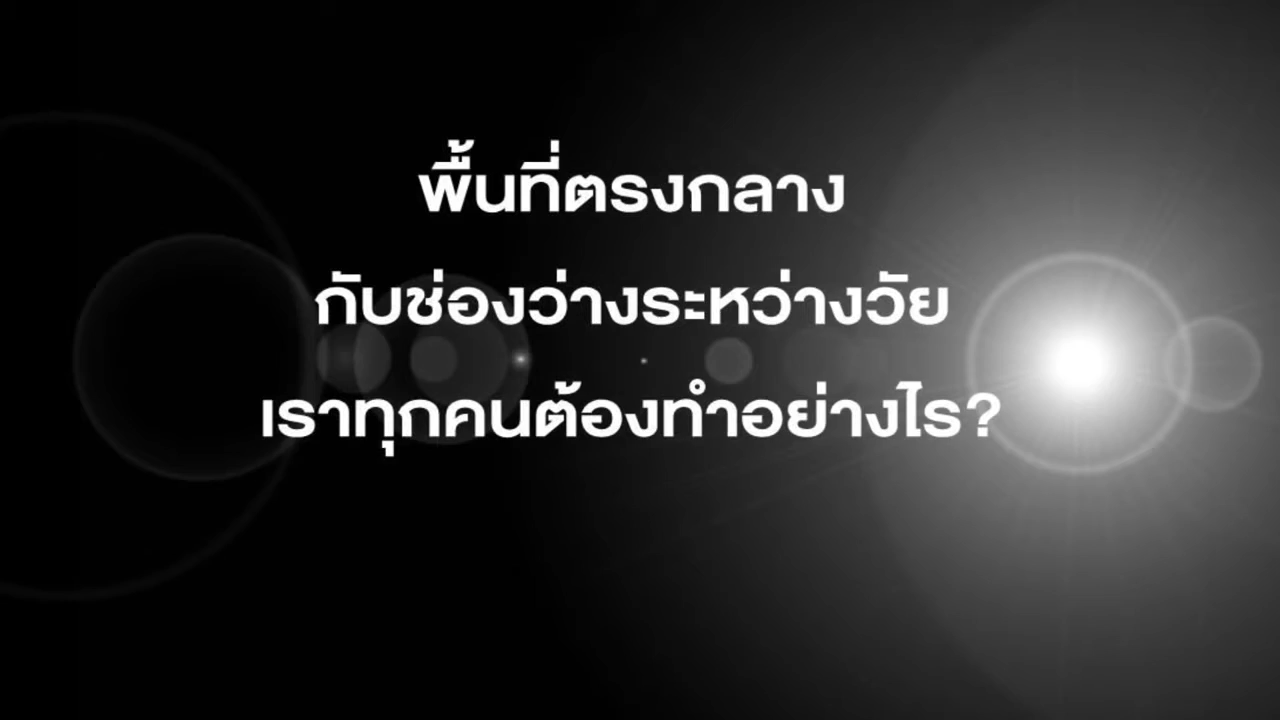 พื้นที่ตรงกลาง
กับช่องว่างระหว่างวัย
เราทุกคนต้องทำอย่างไร?